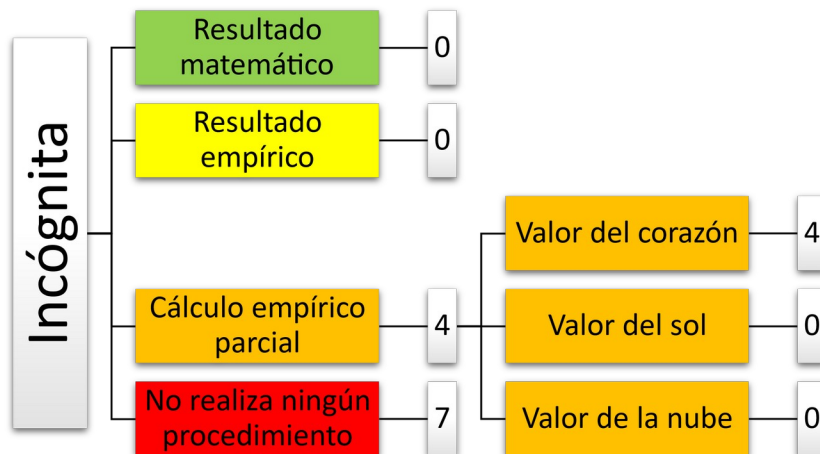 Incógnita
Resultado
matemático
0
Resultado
empírico
0
Cálculo empírico
parcial
4
Valor del corazón
4
Valor del sol
0
Valor de la nube
0
No realiza ningún
procedimiento
7